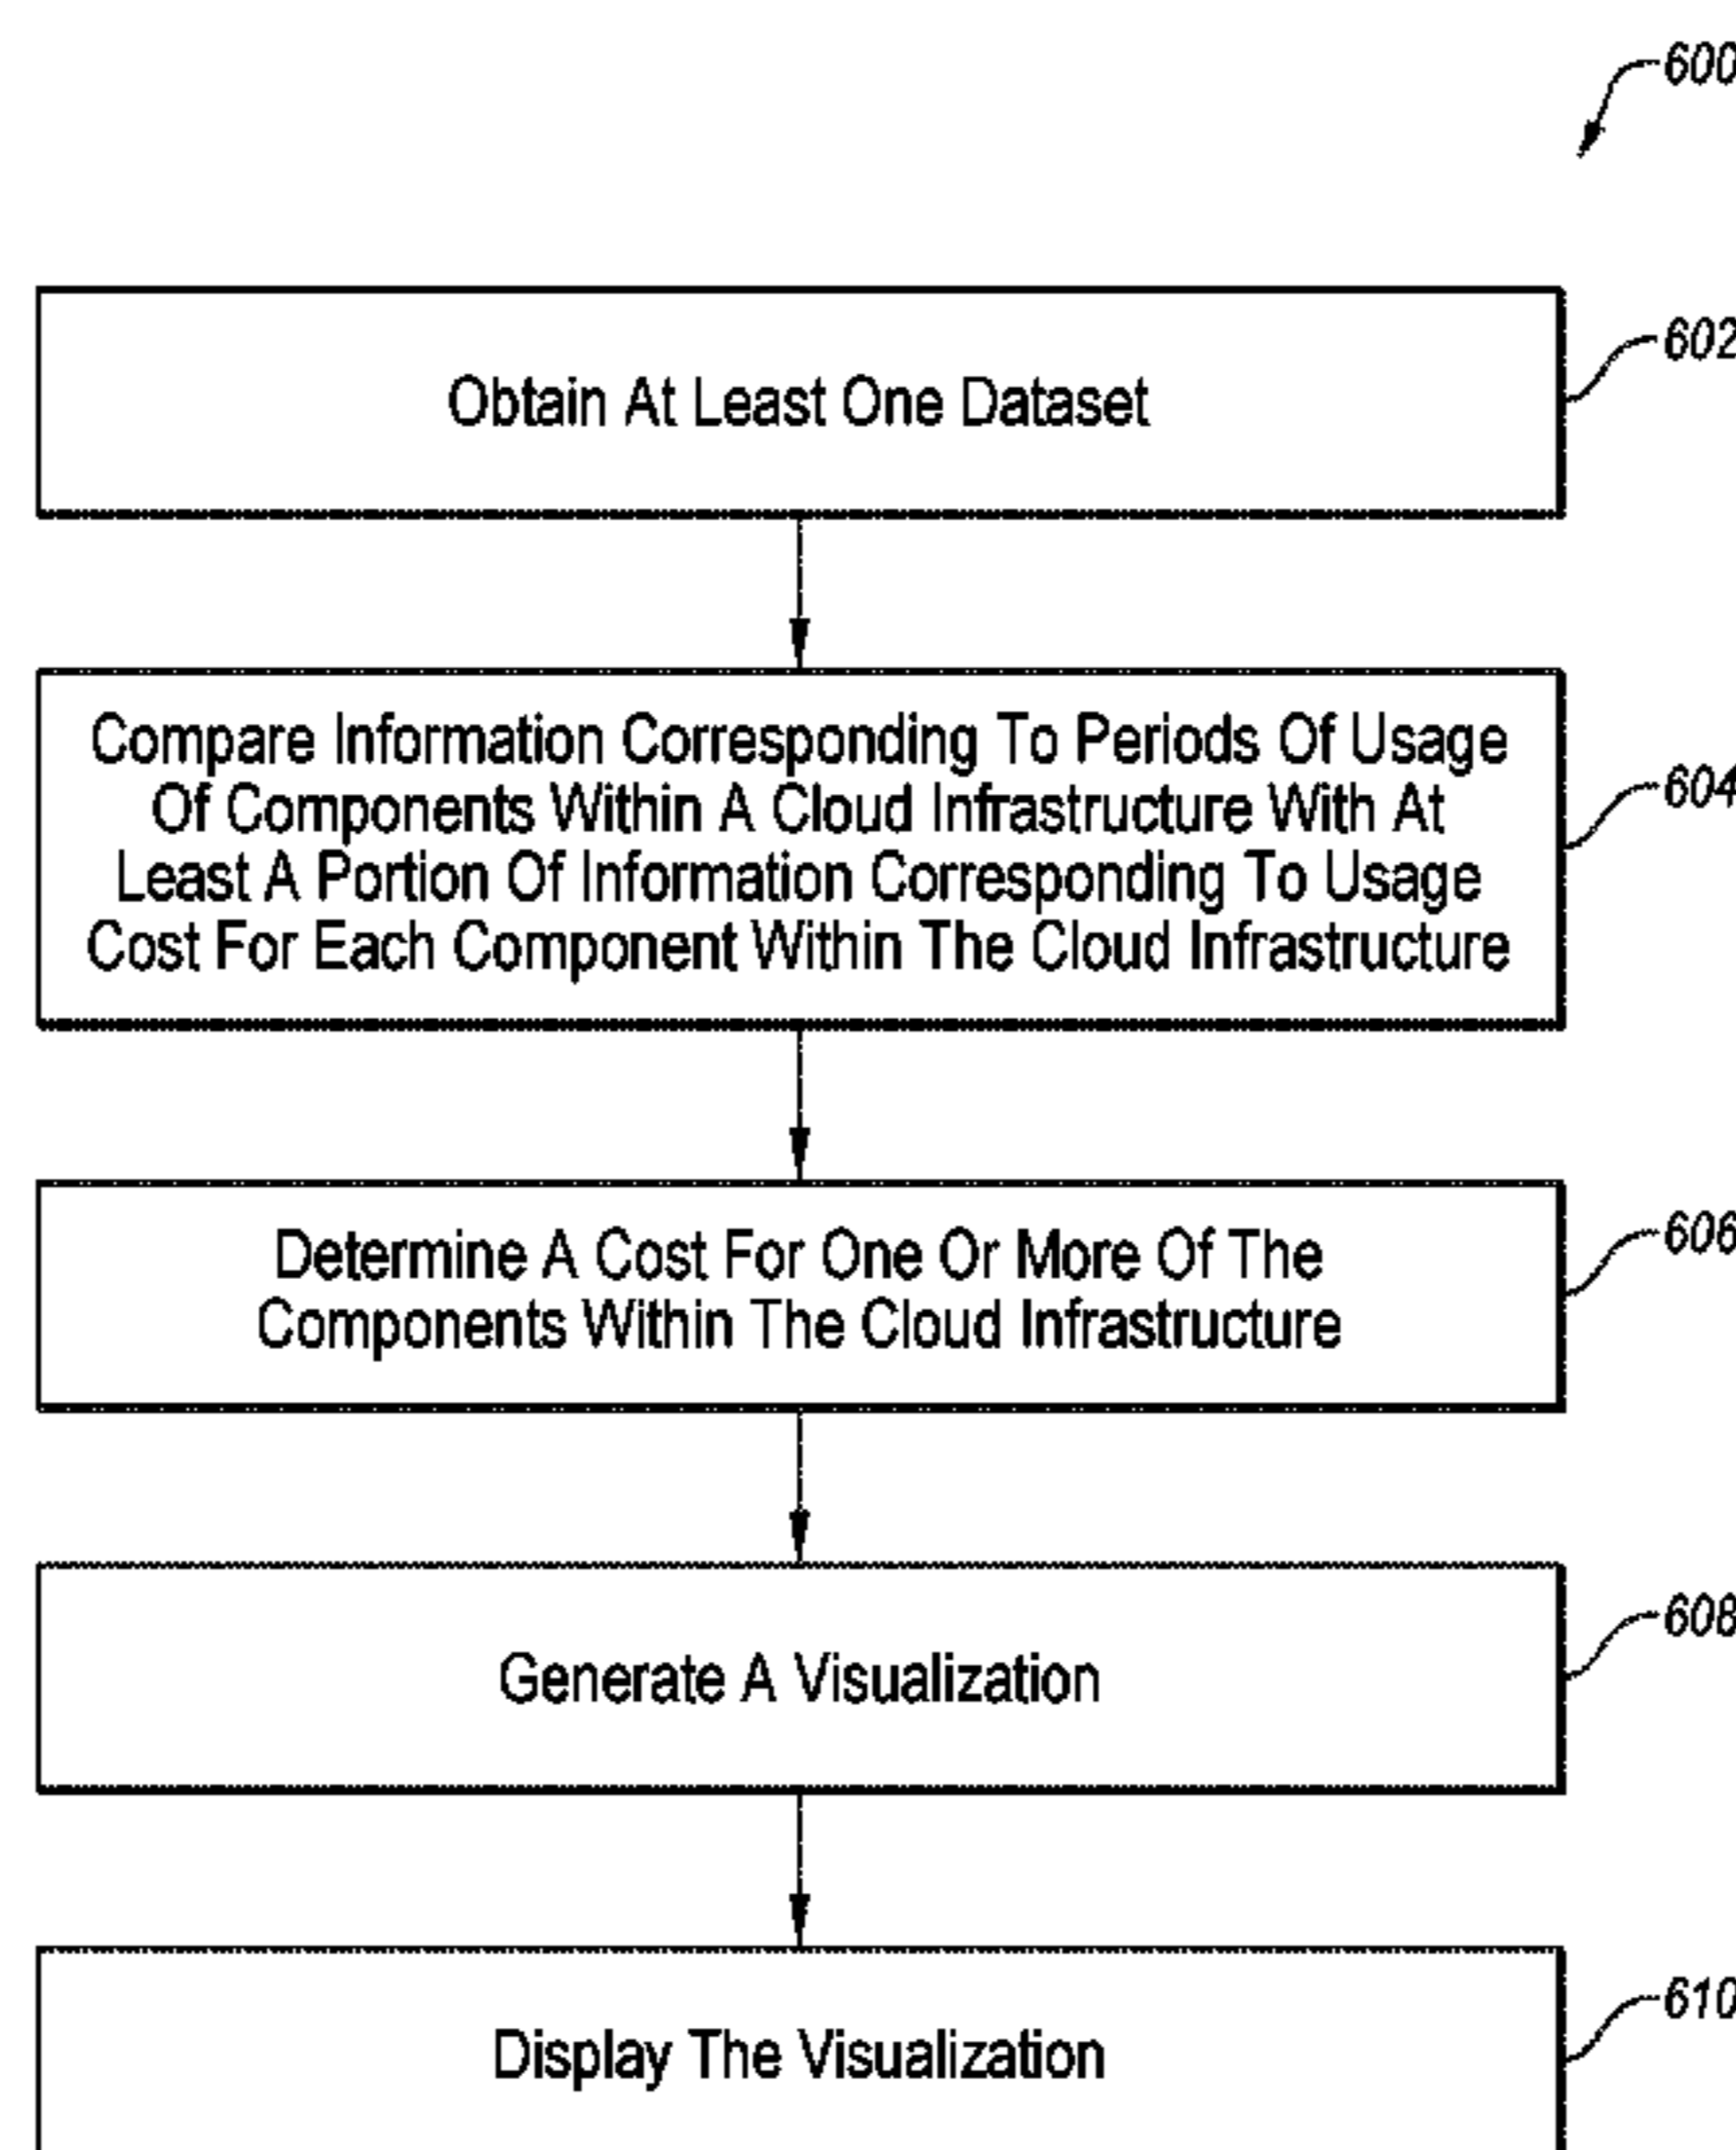 600
602
Obtain At Least One Dataset
604
Compare Information Corresponding To Periods Of Usage
Of Components Within A Cloud Infrastructure With At
Least A Portion Of Information Corresponding To Usage
Cost For Each Component Within The Cloud Infrastructure
606
Determine A Cost For One Or More Of The
Components Within The Cloud Infrastructure
608
Generate A Visualization
610
Display The Visualization